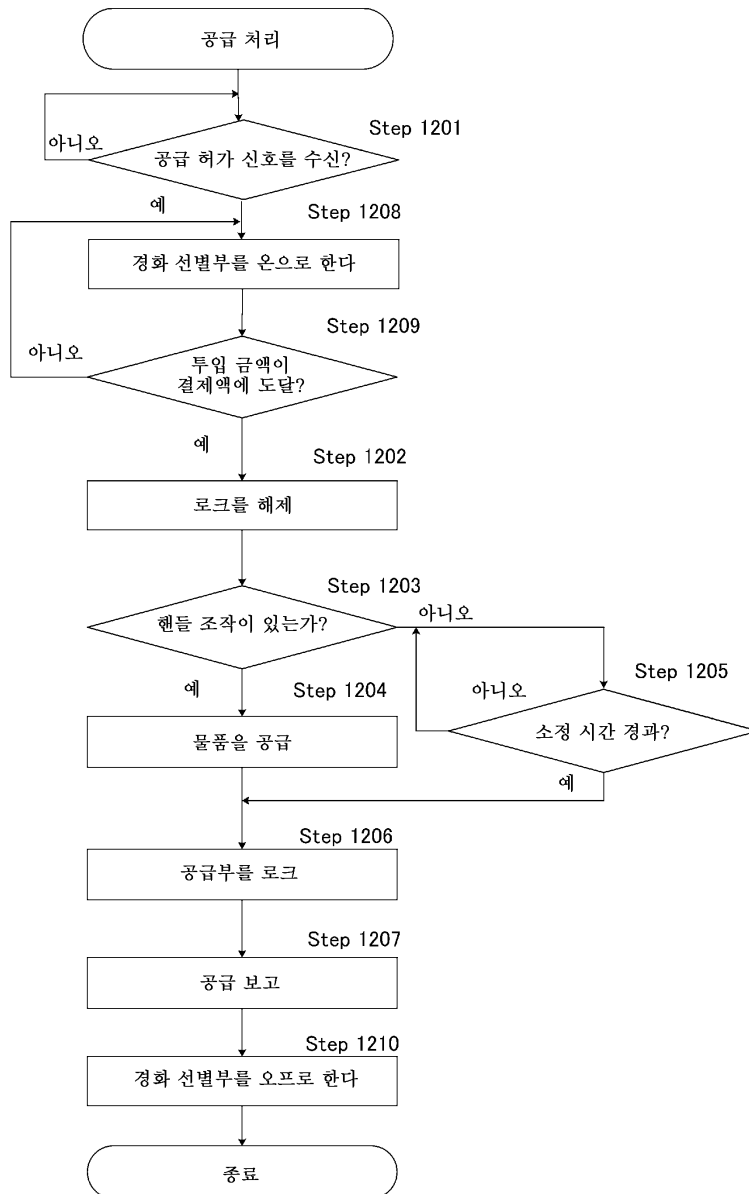 공급 처리
Step 1201
아니오
공급 허가 신호를 수신?
예
Step 1208
경화 선별부를 온으로 한다
Step 1209
아니오
투입 금액이
결제액에 도달?
예
Step 1202
로크를 해제
Step 1203
핸들 조작이 있는가?
아니오
예
Step 1204
Step 1205
아니오
물품을 공급
소정 시간 경과?
예
Step 1206
공급부를 로크
Step 1207
공급 보고
Step 1210
경화 선별부를 오프로 한다
종료